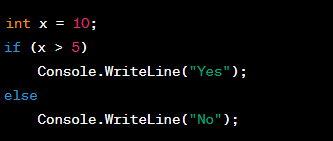 int x = 10;
if (x > 5)
    Console.WriteLine("Yes");
else
    Console.WriteLine("No");